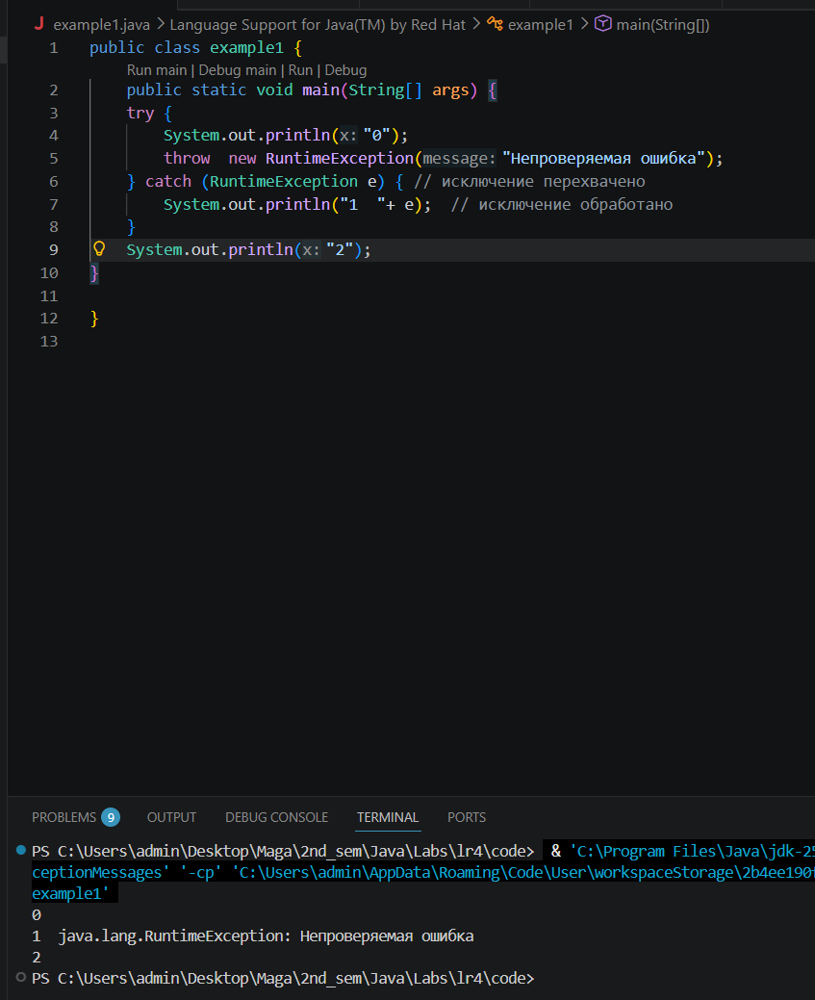 example1.java > Language Support for Java(TM) by Red Hat > example1 > main(String[])
1 public class example1 {
Run main | Debug main | Run | Debug
2 public static void main(String[] args) {
3 try {
4 System.out.println(x: "0");
5 throw  new RuntimeException(message: "Непроверяемая ошибка");
6 } catch (RuntimeException e) { // исключение перехвачено
7 System.out.println("1  "+ e);  // исключение обработано
8 }
9 System.out.println(x: "2");
10 }
11
12 }
13
PROBLEMS 9 OUTPUT DEBUG CONSOLE TERMINAL PORTS
PS C:\Users\admin\Desktop\Maga\2nd_sem\Java\Labs\lr4\code>  & 'C:\Program Files\Java\jdk-25
ceptionMessages' '-cp' 'C:\Users\admin\AppData\Roaming\Code\User\workspaceStorage\2b4ee190f
example1'
0
1  java.lang.RuntimeException: Непроверяемая ошибка
2
PS C:\Users\admin\Desktop\Maga\2nd_sem\Java\Labs\lr4\code>